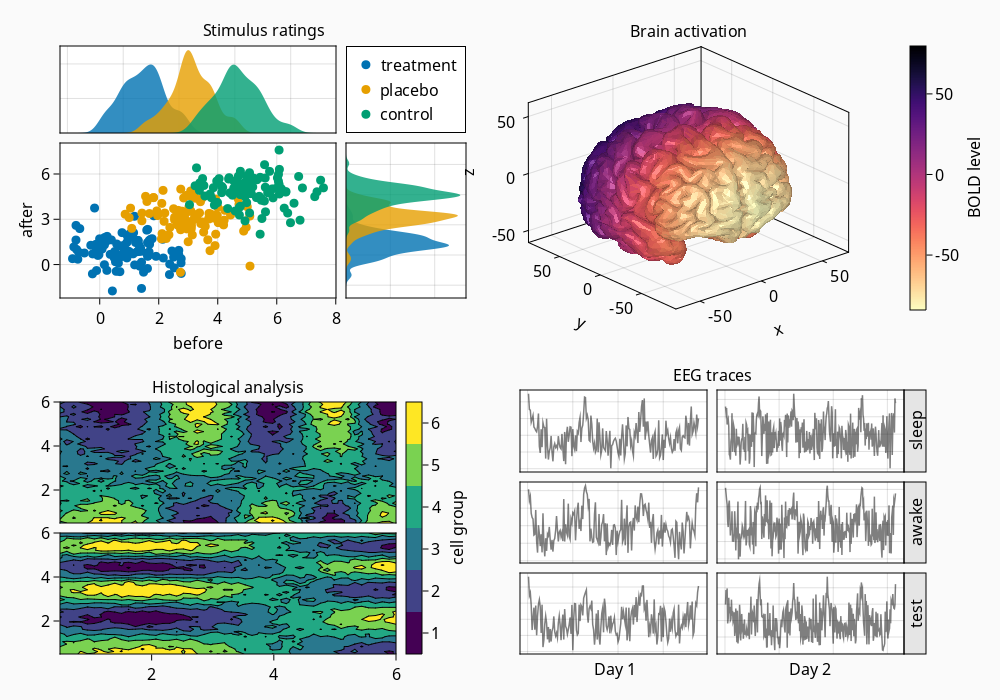 Stimulus ratings
treatment
placebo
control
6
3
0
after
0 2 4 6 8
before
Brain activation
50
0
-50
z
50
0
-50
y
-50
0
50
x
50
0
-50
BOLD level
Histological analysis
6
4
2
6
4
2
2 4 6
6
5
4
3
2
1
cell group
EEG traces
sleep
awake
test
Day 1 Day 2